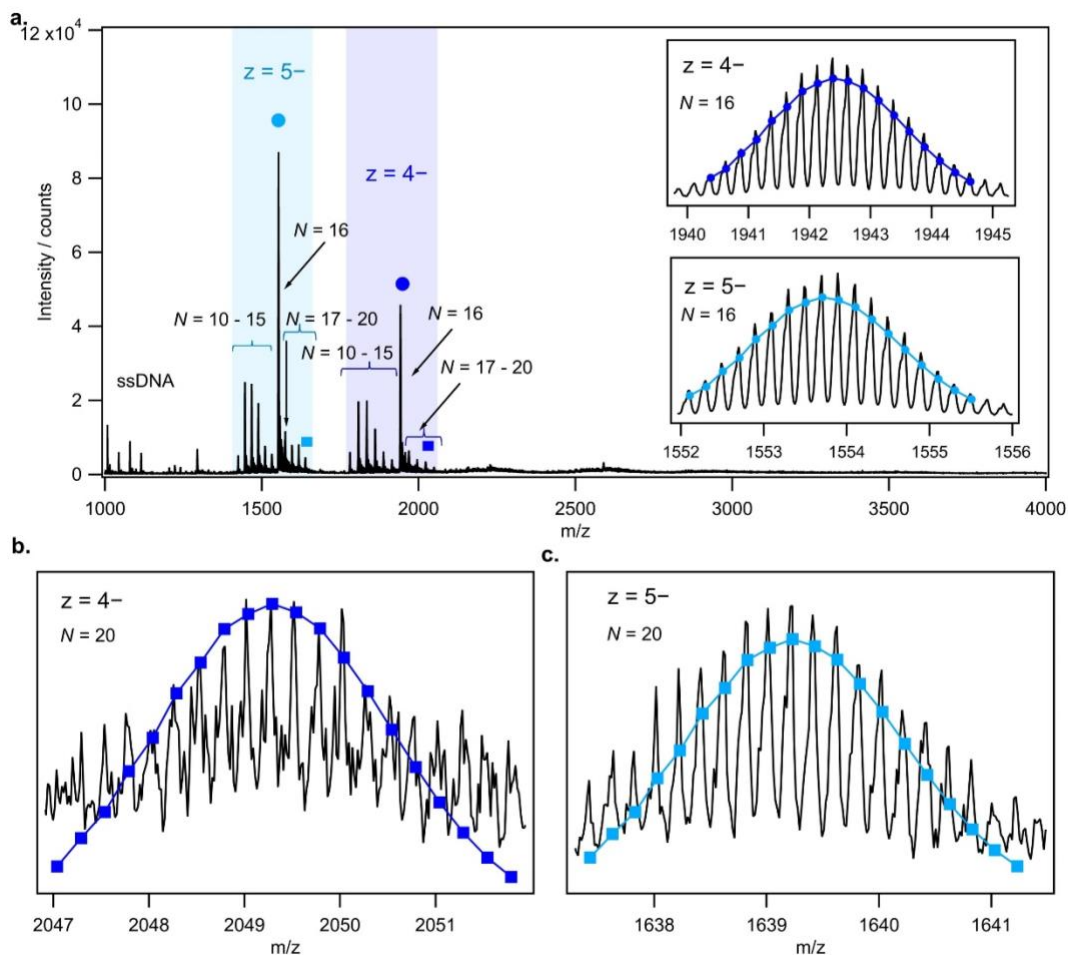 a.
12 x10⁴
10
8
6
4
2
0
Intensity / counts
z = 5−
z = 4−
N = 16
N = 10 - 15
N = 17 - 20
N = 16
N = 10 - 15
N = 17 - 20
ssDNA
1000 1500 2000 2500 3000 3500 4000
m/z
z = 4−
N = 16
1940 1941 1942 1943 1944 1945
z = 5−
N = 16
1552 1553 1554 1555 1556
b.
z = 4−
N = 20
2047 2048 2049 2050 2051
m/z
c.
z = 5−
N = 20
1638 1639 1640 1641
m/z